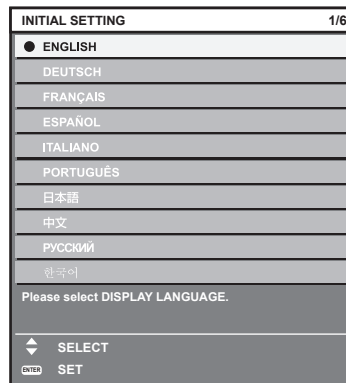 INITIAL SETTING 1/6
ENGLISH
DEUTSCH
FRANÇAIS
ESPAÑOL
ITALIANO
PORTUGUÊS
日本語
中文
РУССКИЙ
한국어
Please select DISPLAY LANGUAGE.
SELECT
ENTER SET